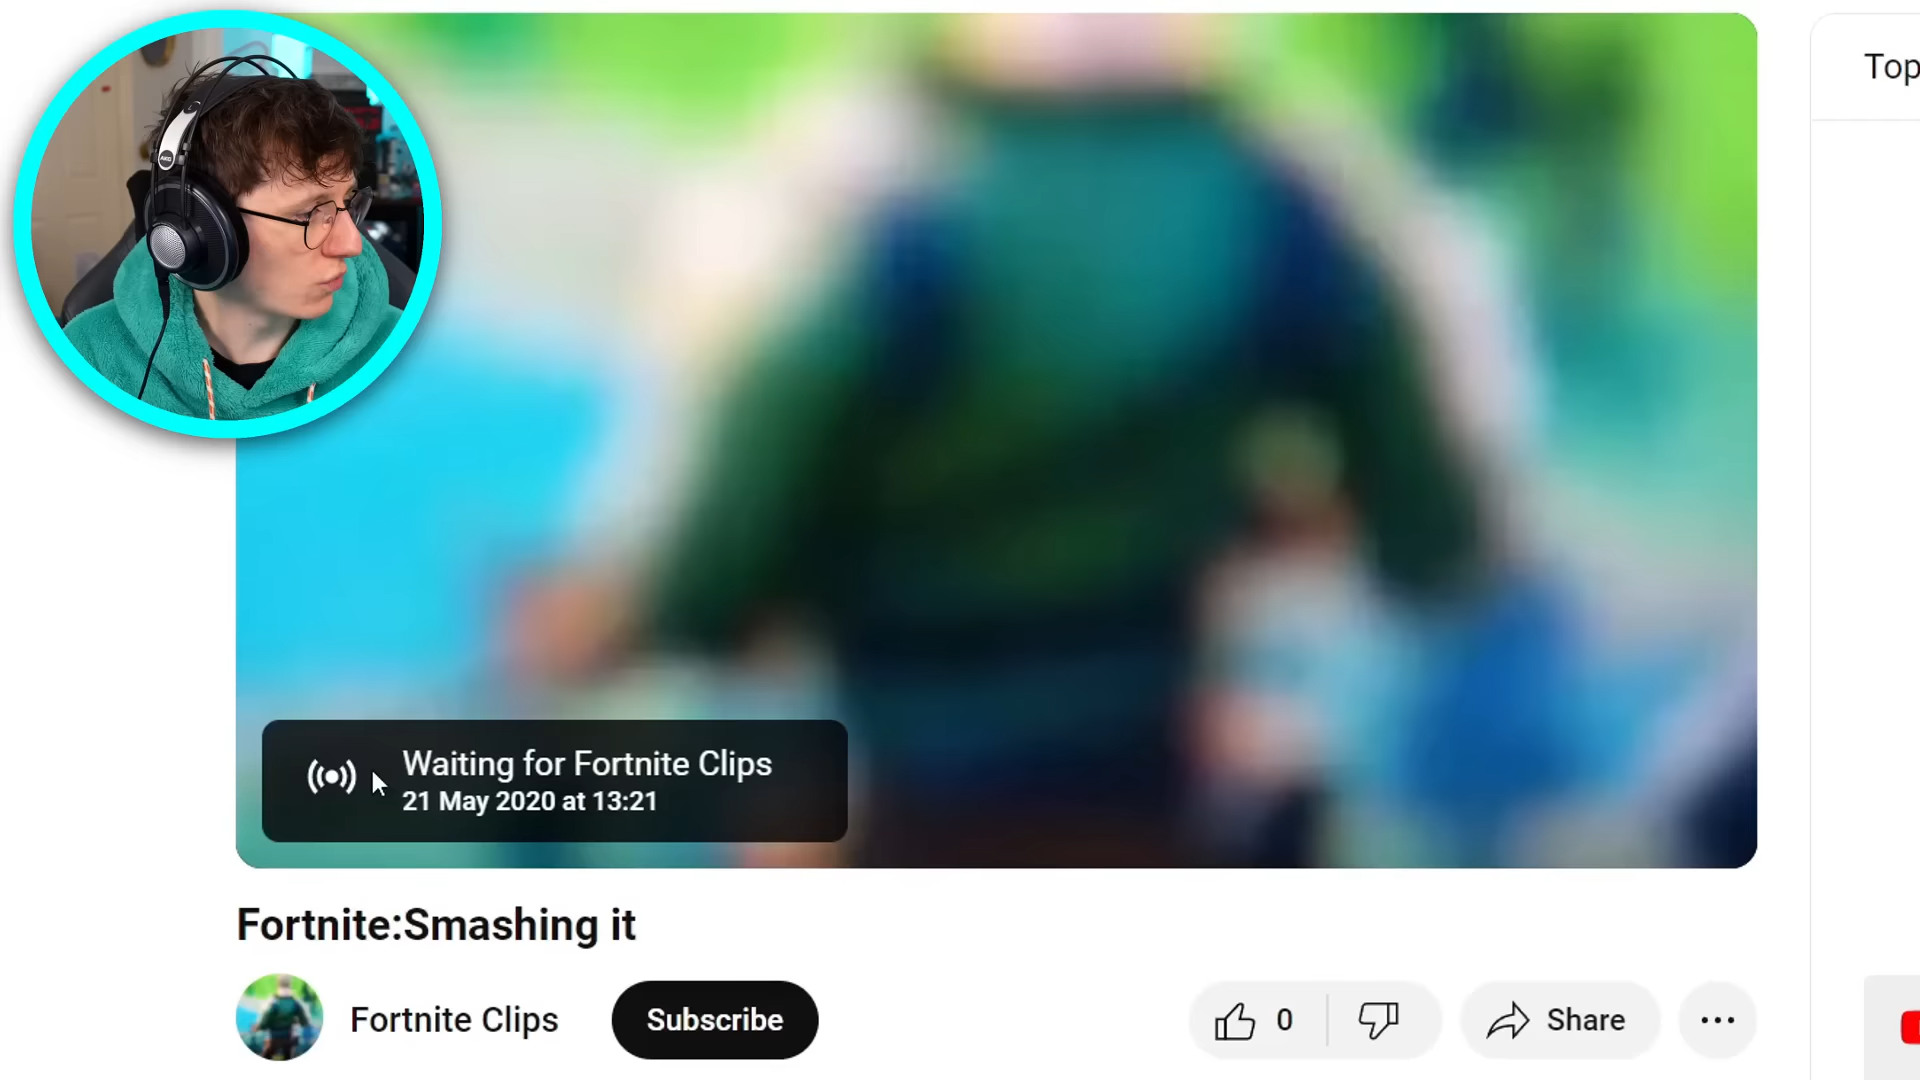 Top
Waiting for Fortnite Clips
21 May 2020 at 13:21
Fortnite:Smashing it
Fortnite Clips
Subscribe
0
Share